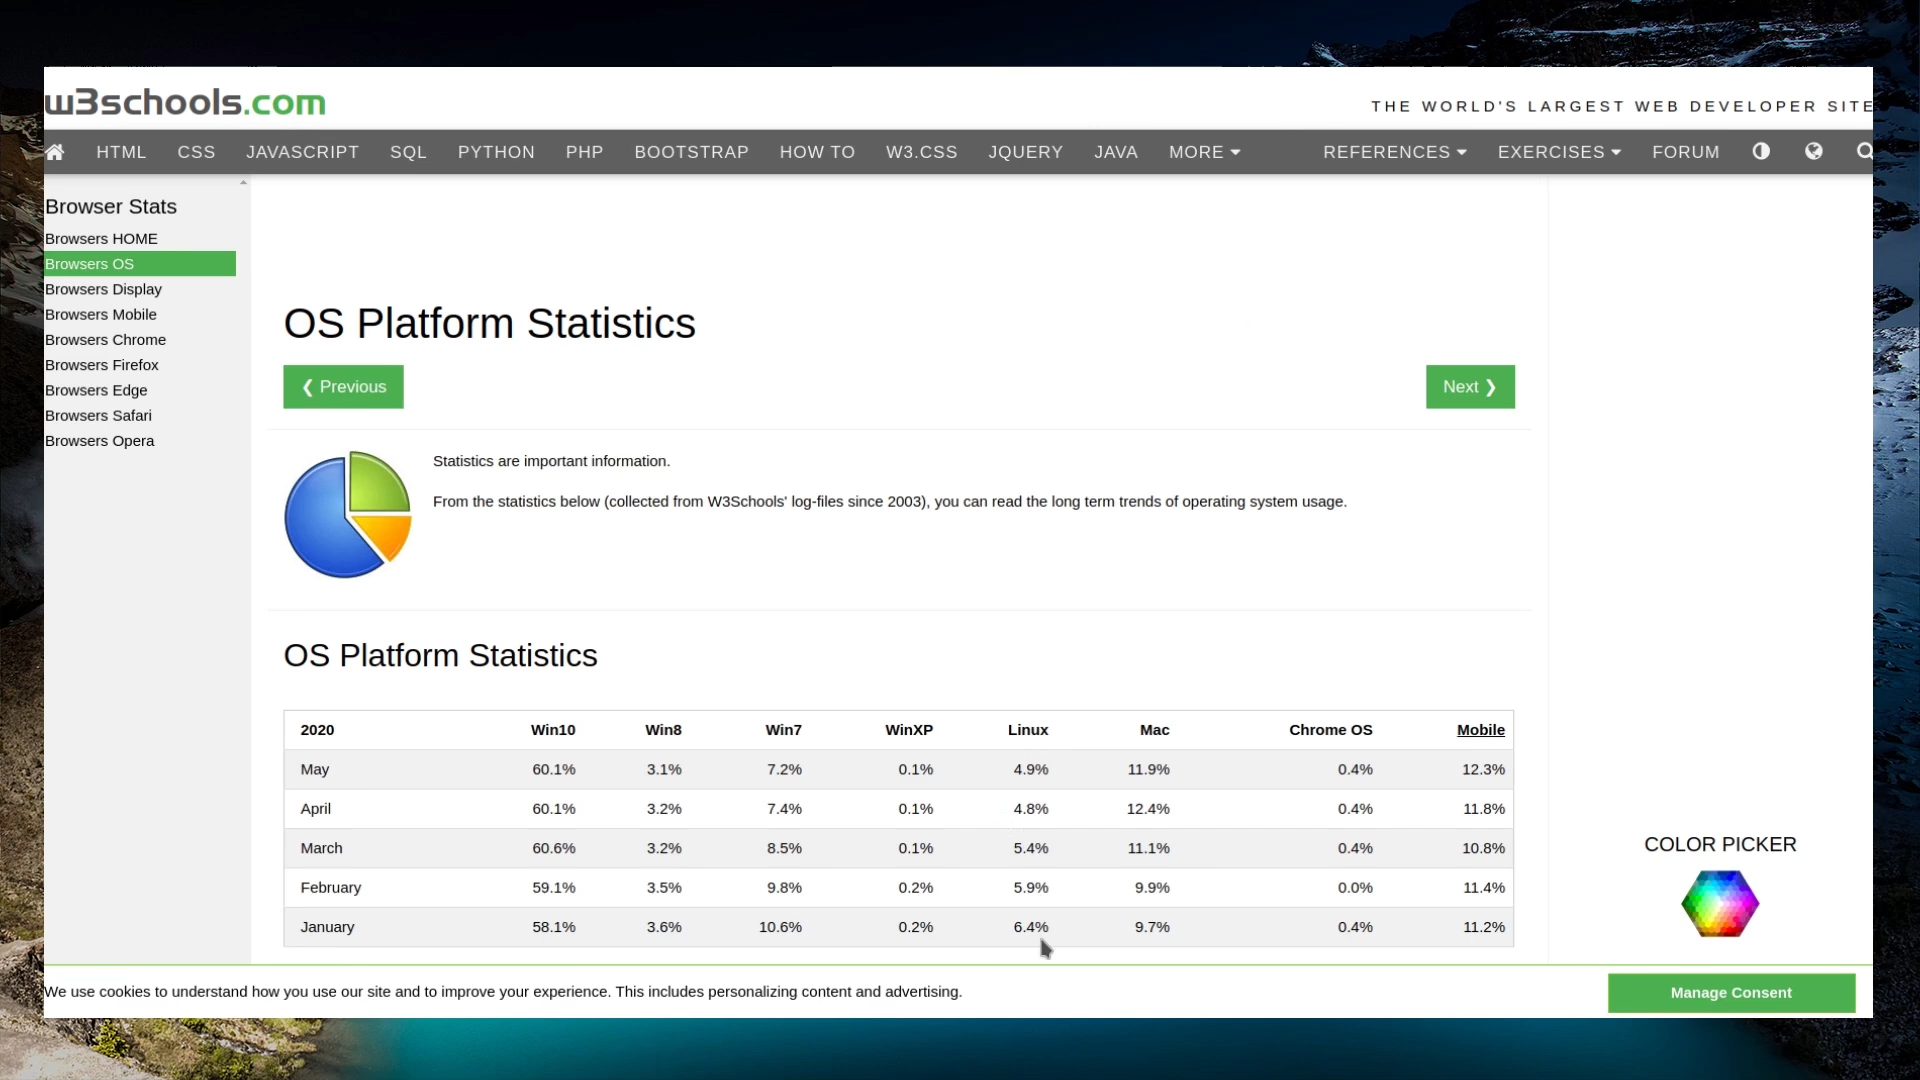 w3schools.com
THE WORLD'S LARGEST WEB DEVELOPER SITE
HTML CSS JAVASCRIPT SQL PYTHON PHP BOOTSTRAP HOW TO W3.CSS JQUERY JAVA MORE REFERENCES EXERCISES FORUM
Browser Stats
Browsers HOME
Browsers OS
Browsers Display
Browsers Mobile
Browsers Chrome
Browsers Firefox
Browsers Edge
Browsers Safari
Browsers Opera
OS Platform Statistics
❮ Previous
Next ❯
Statistics are important information.
From the statistics below (collected from W3Schools' log-files since 2003), you can read the long term trends of operating system usage.
OS Platform Statistics
2020 Win10 Win8 Win7 WinXP Linux Mac Chrome OS Mobile
May 60.1% 3.1% 7.2% 0.1% 4.9% 11.9% 0.4% 12.3%
April 60.1% 3.2% 7.4% 0.1% 4.8% 12.4% 0.4% 11.8%
March 60.6% 3.2% 8.5% 0.1% 5.4% 11.1% 0.4% 10.8%
February 59.1% 3.5% 9.8% 0.2% 5.9% 9.9% 0.0% 11.4%
January 58.1% 3.6% 10.6% 0.2% 6.4% 9.7% 0.4% 11.2%
COLOR PICKER
We use cookies to understand how you use our site and to improve your experience. This includes personalizing content and advertising.
Manage Consent